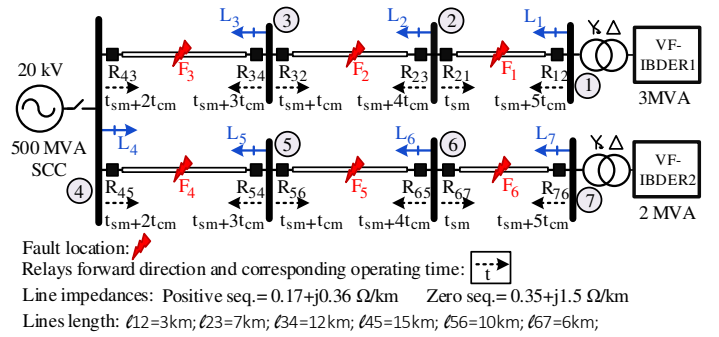 L3 3 L2 2 L1
20 kV
R43 F3 R34 R32 F2 R23 R21 F1 R12
VF-
IBDER1
tsm+2tcm tsm+3tcm tsm+tcm tsm+4tcm tsm tsm+5tcm 1
3MVA
500 MVA
SCC
L4 L5 5 L6 6 L7
4
R45 F4 R54 R56 F5 R65 R67 F6 R76
VF-
IBDER2
tsm+2tcm tsm+3tcm tsm+tcm tsm+4tcm tsm tsm+5tcm 7
2 MVA
Fault location:
Relays forward direction and corresponding operating time: t
Line impedances: Positive seq.= 0.17+j0.36 Ω/km Zero seq.= 0.35+j1.5 Ω/km
Lines length: ℓ12=3km; ℓ23=7km; ℓ34=12km; ℓ45=15km; ℓ56=10km; ℓ67=6km;